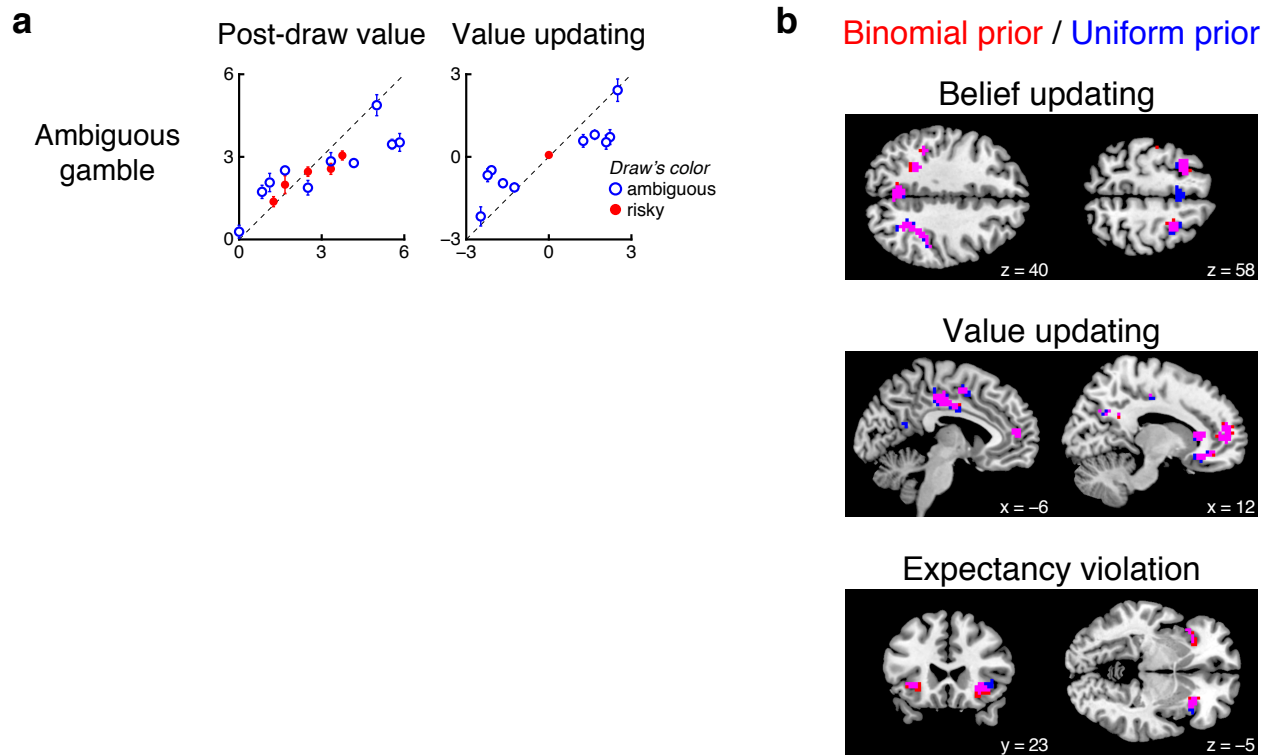 a
Post-draw value
Value updating
Ambiguous
gamble
6
3
0
0
3
6
3
0
−3
−3
0
3
Draw's color
ambiguous
risky
b
Binomial prior / Uniform prior
Belief updating
z = 40
z = 58
Value updating
x = −6
x = 12
Expectancy violation
y = 23
z = −5